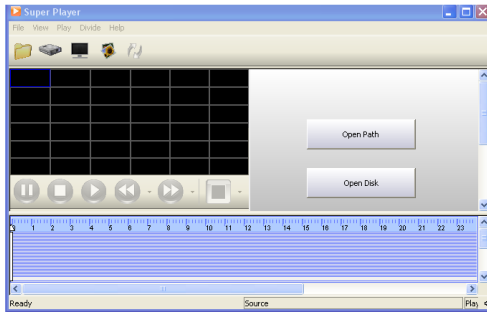 Super Player
File View Play Divide Help
Open Path
Open Disk
0 1 2 3 4 5 6 7 8 9 10 11 12 13 14 15 16 17 18 19 20 21 22 23
Ready Source Play